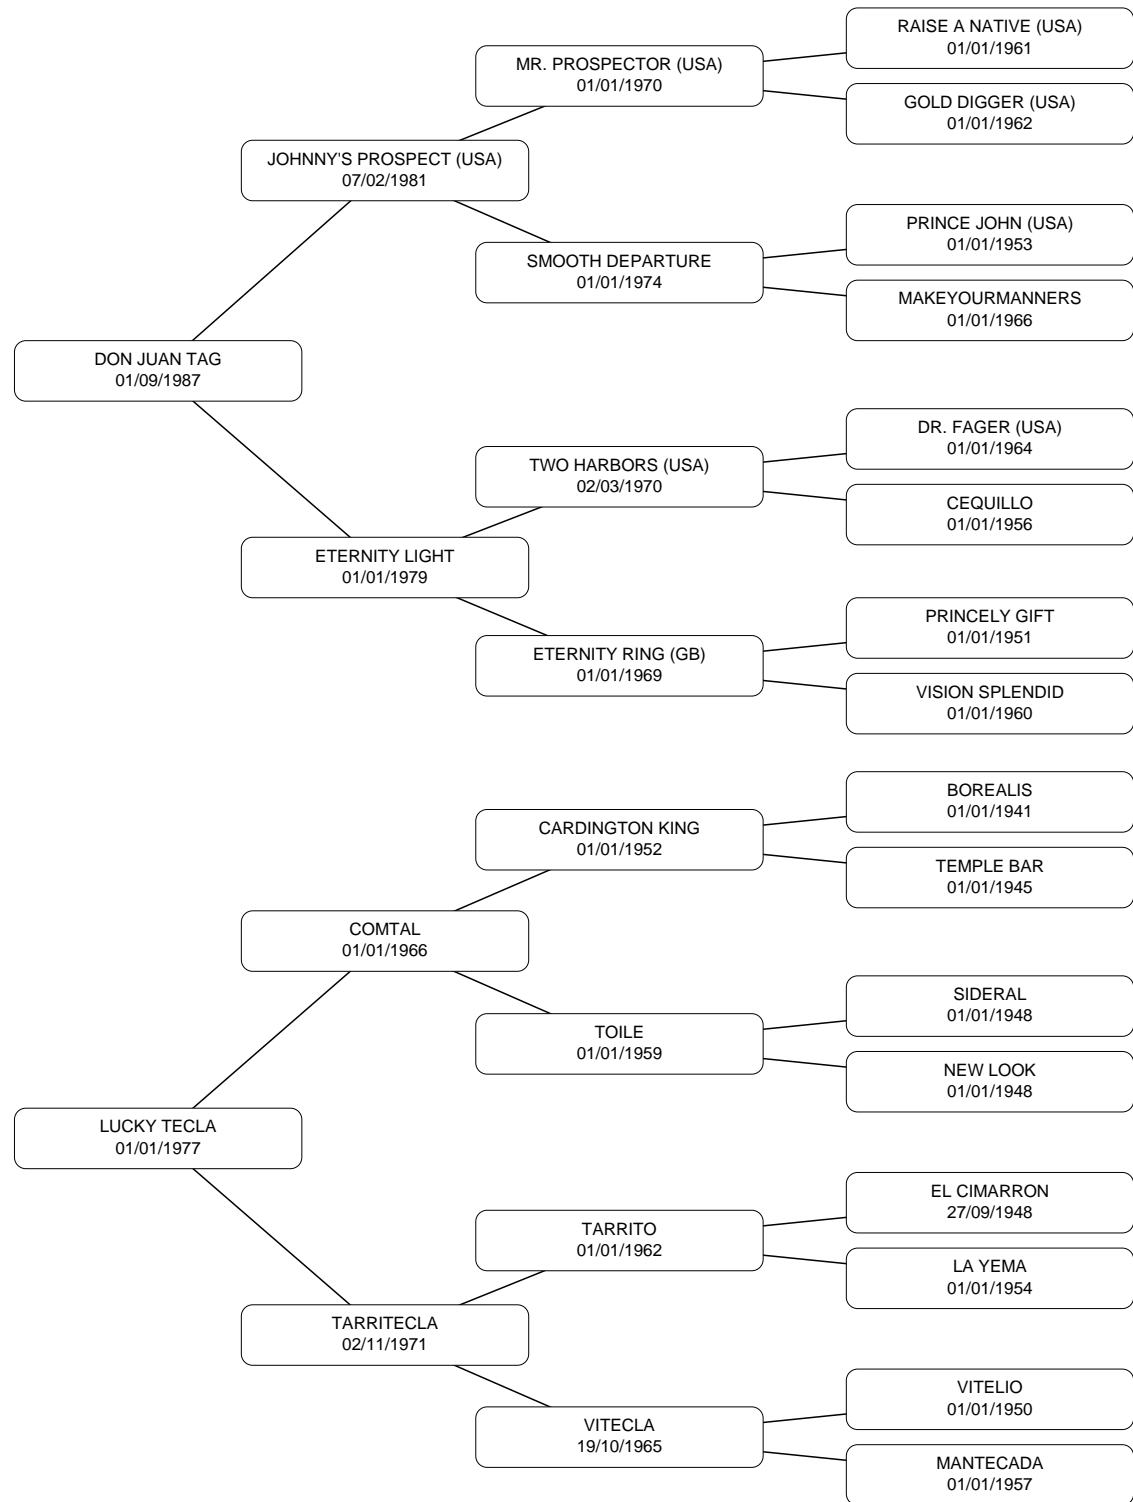 RAISE A NATIVE (USA)
01/01/1961
MR. PROSPECTOR (USA)
01/01/1970
GOLD DIGGER (USA)
01/01/1962
JOHNNY'S PROSPECT (USA)
07/02/1981
PRINCE JOHN (USA)
01/01/1953
SMOOTH DEPARTURE
01/01/1974
MAKEYOURMANNERS
01/01/1966
DON JUAN TAG
01/09/1987
DR. FAGER (USA)
01/01/1964
TWO HARBORS (USA)
02/03/1970
CEQUILLO
01/01/1956
ETERNITY LIGHT
01/01/1979
PRINCELY GIFT
01/01/1951
ETERNITY RING (GB)
01/01/1969
VISION SPLENDID
01/01/1960
BOREALIS
01/01/1941
CARDINGTON KING
01/01/1952
TEMPLE BAR
01/01/1945
COMTAL
01/01/1966
SIDERAL
01/01/1948
TOILE
01/01/1959
NEW LOOK
01/01/1948
LUCKY TECLA
01/01/1977
EL CIMARRON
27/09/1948
TARRITO
01/01/1962
LA YEMA
01/01/1954
TARRITECLA
02/11/1971
VITELIO
01/01/1950
VITECLA
19/10/1965
MANTECADA
01/01/1957